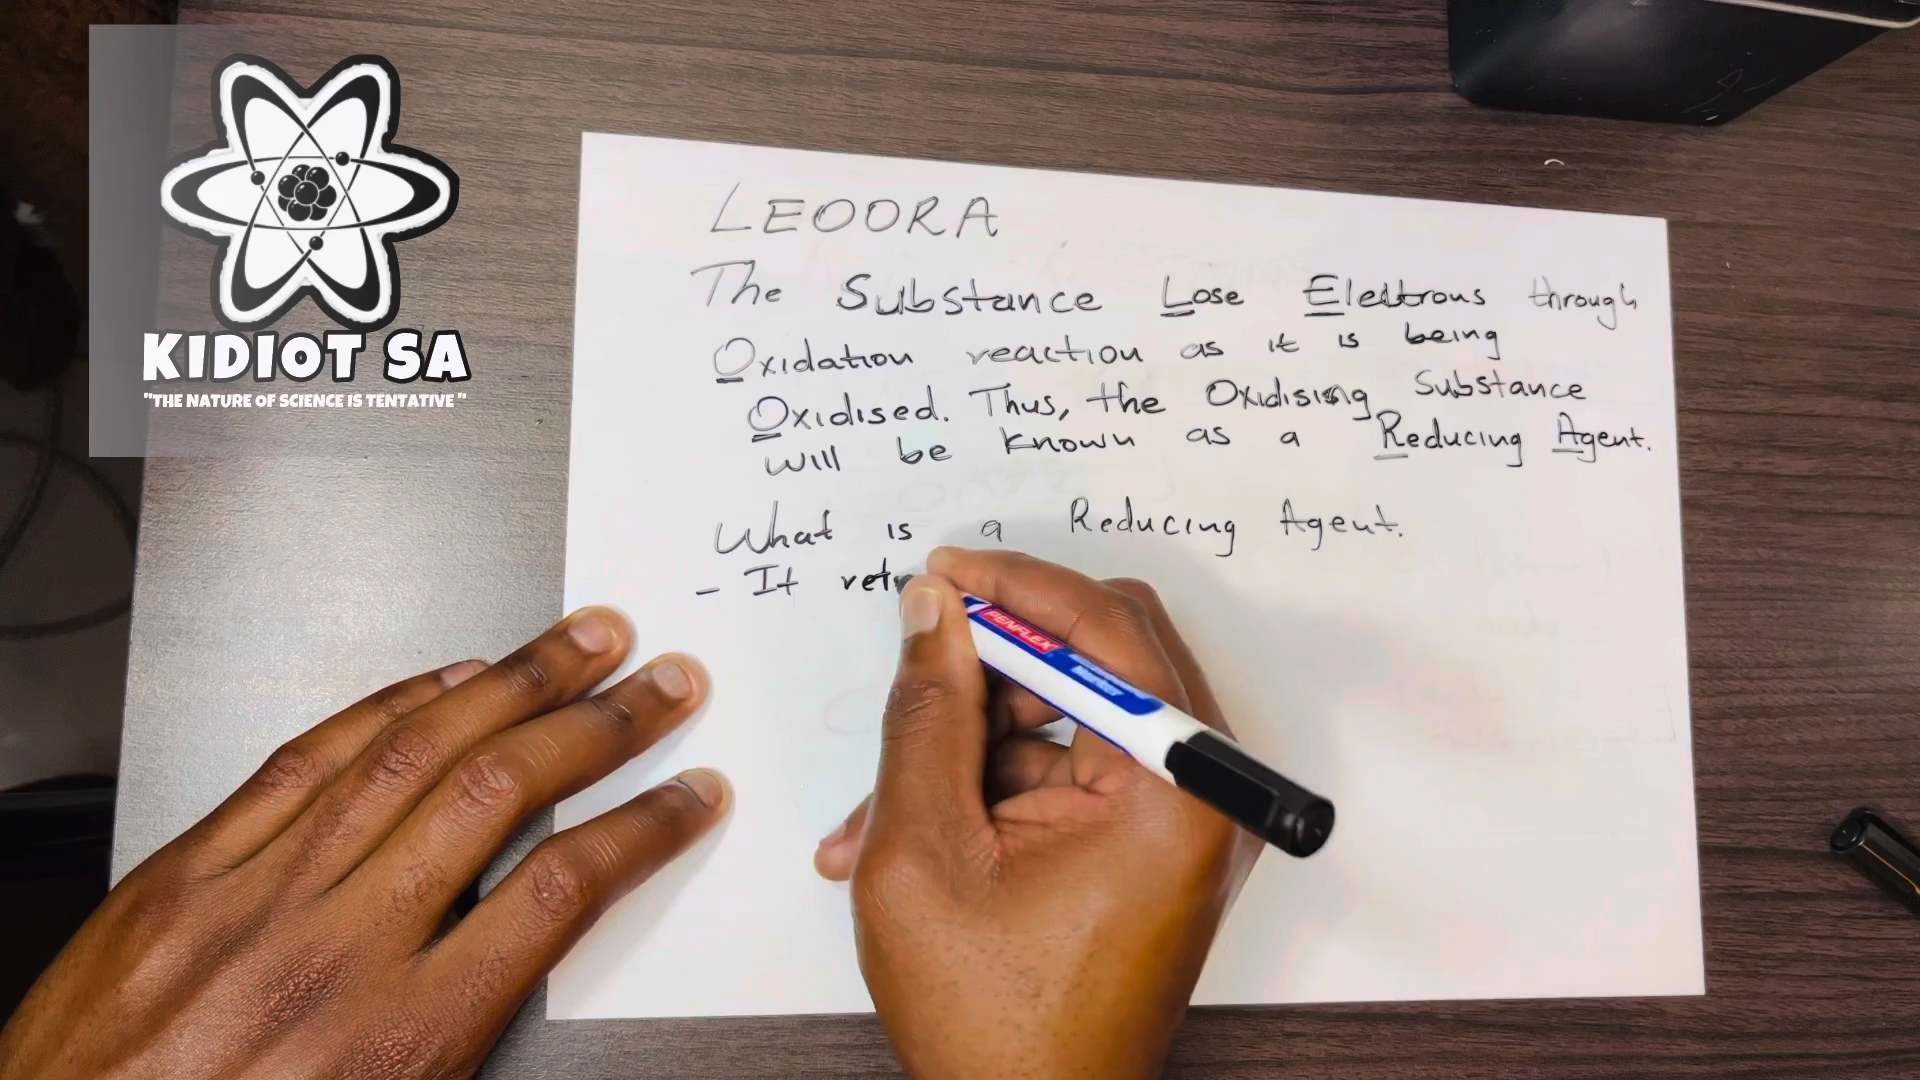 KIDIOT SA
"THE NATURE OF SCIENCE IS TENTATIVE"
LEOORA
The Substance Lose Electrons through
Oxidation reaction as it is being
Oxidised. Thus, the Oxidising Substance
will be known as a Reducing Agent.
What is a Reducing Agent.
- It
PENFLEX